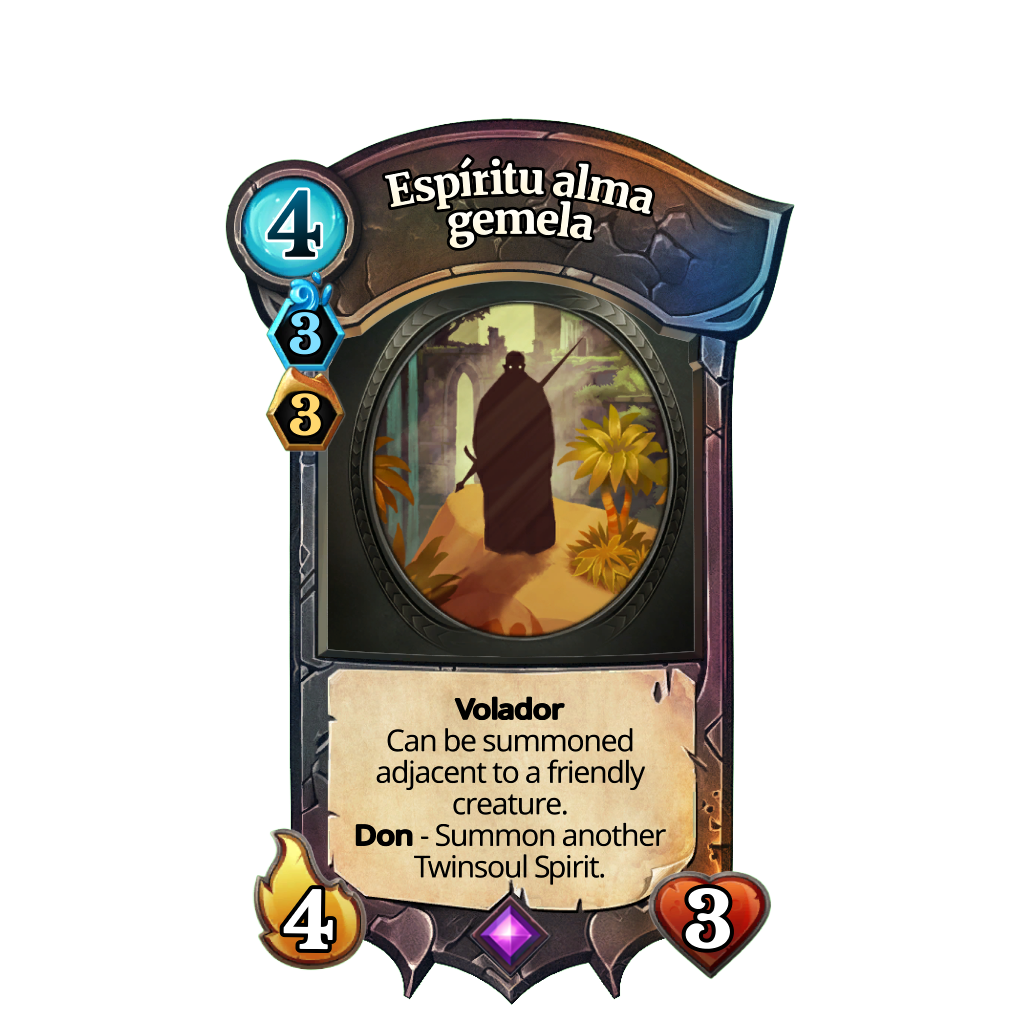 4
Espíritu alma
gemela
3
3
Volador
Can be summoned
adjacent to a friendly
creature.
Don - Summon another
Twinsoul Spirit.
4
3